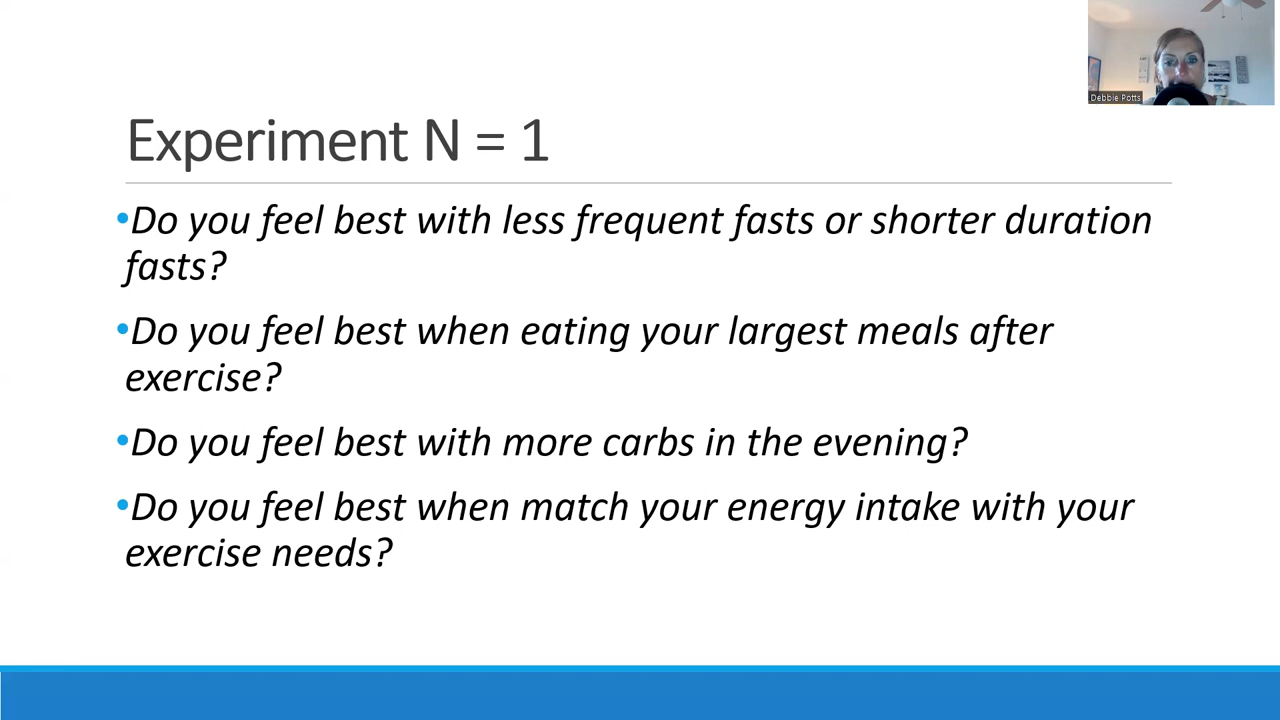 Debbie Potts
Experiment N = 1
•Do you feel best with less frequent fasts or shorter duration
fasts?
•Do you feel best when eating your largest meals after
exercise?
•Do you feel best with more carbs in the evening?
•Do you feel best when match your energy intake with your
exercise needs?